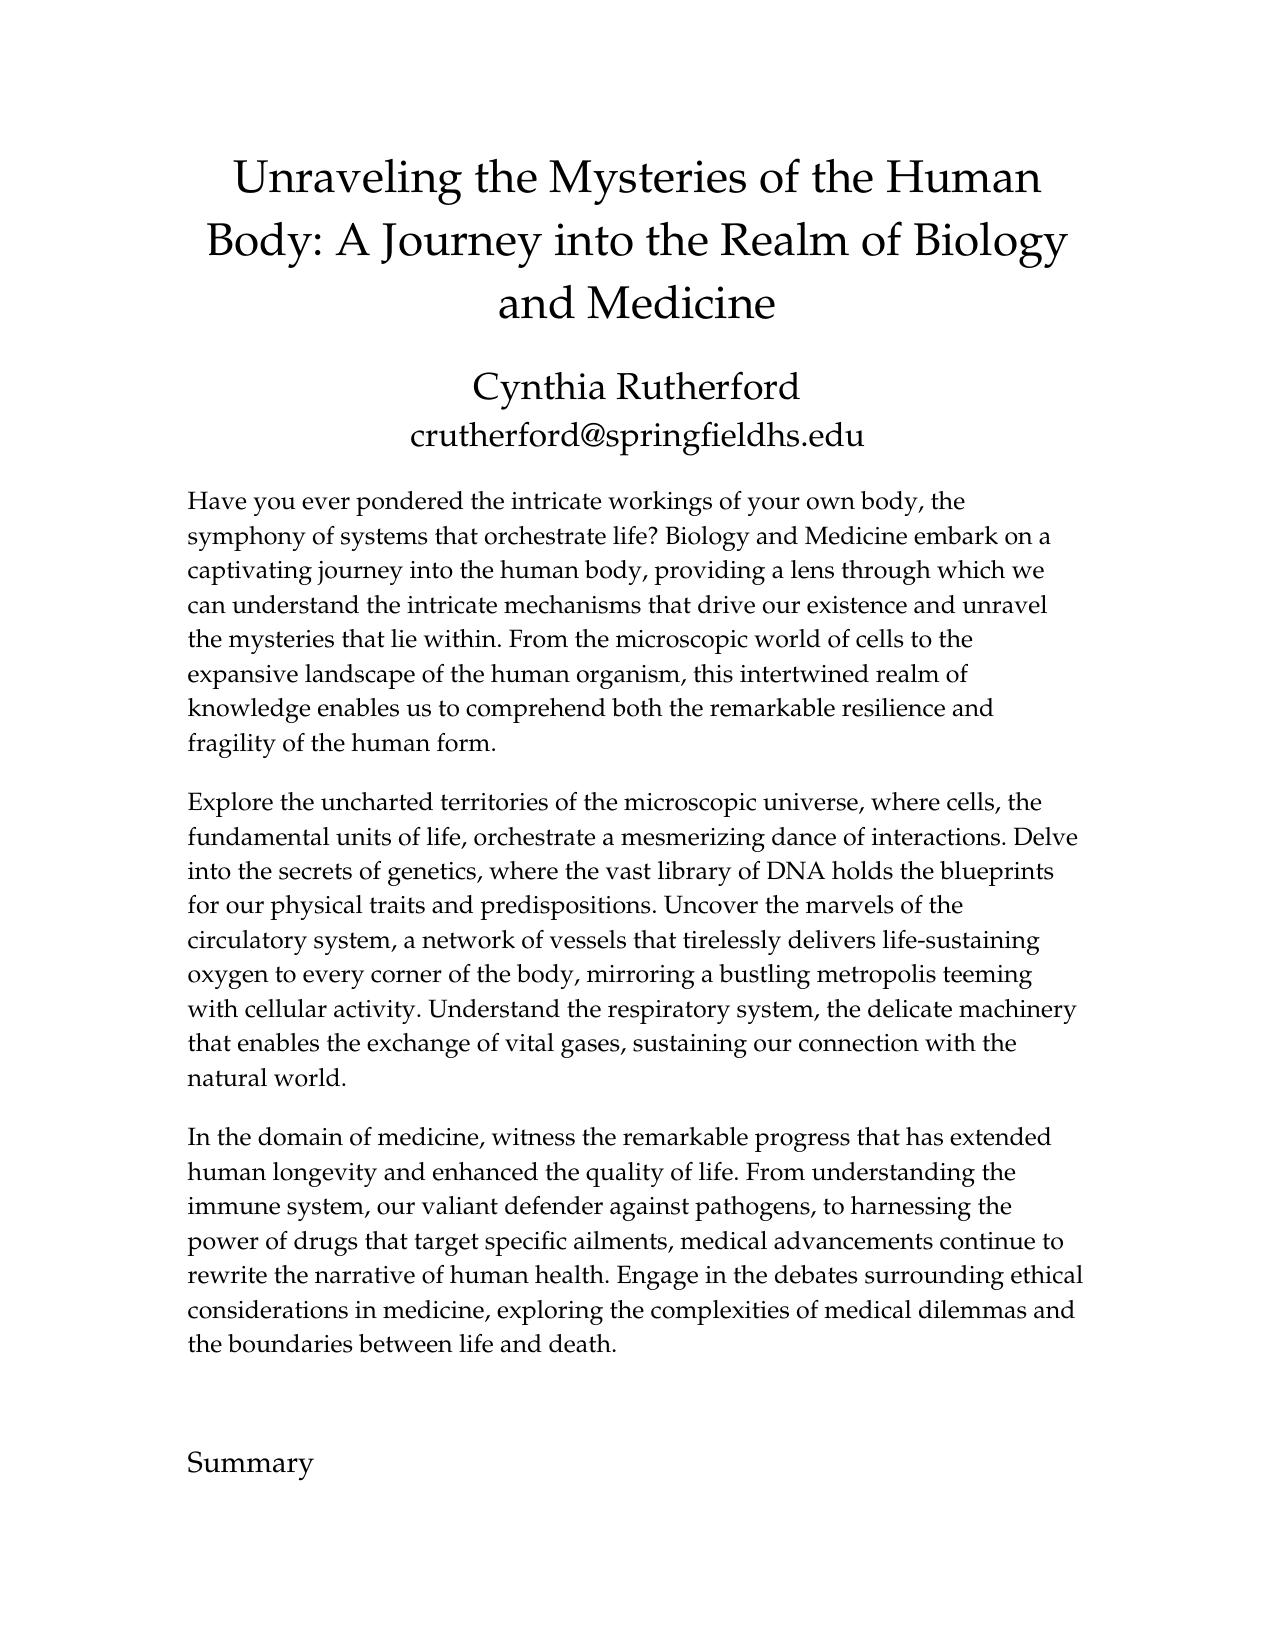 Unraveling the Mysteries of the Human
Body: A Journey into the Realm of Biology
and Medicine
Cynthia Rutherford
crutherford@springfieldhs.edu
Have you ever pondered the intricate workings of your own body, the
symphony of systems that orchestrate life? Biology and Medicine embark on a
captivating journey into the human body, providing a lens through which we
can understand the intricate mechanisms that drive our existence and unravel
the mysteries that lie within. From the microscopic world of cells to the
expansive landscape of the human organism, this intertwined realm of
knowledge enables us to comprehend both the remarkable resilience and
fragility of the human form.
Explore the uncharted territories of the microscopic universe, where cells, the
fundamental units of life, orchestrate a mesmerizing dance of interactions. Delve
into the secrets of genetics, where the vast library of DNA holds the blueprints
for our physical traits and predispositions. Uncover the marvels of the
circulatory system, a network of vessels that tirelessly delivers life-sustaining
oxygen to every corner of the body, mirroring a bustling metropolis teeming
with cellular activity. Understand the respiratory system, the delicate machinery
that enables the exchange of vital gases, sustaining our connection with the
natural world.
In the domain of medicine, witness the remarkable progress that has extended
human longevity and enhanced the quality of life. From understanding the
immune system, our valiant defender against pathogens, to harnessing the
power of drugs that target specific ailments, medical advancements continue to
rewrite the narrative of human health. Engage in the debates surrounding ethical
considerations in medicine, exploring the complexities of medical dilemmas and
the boundaries between life and death.
Summary